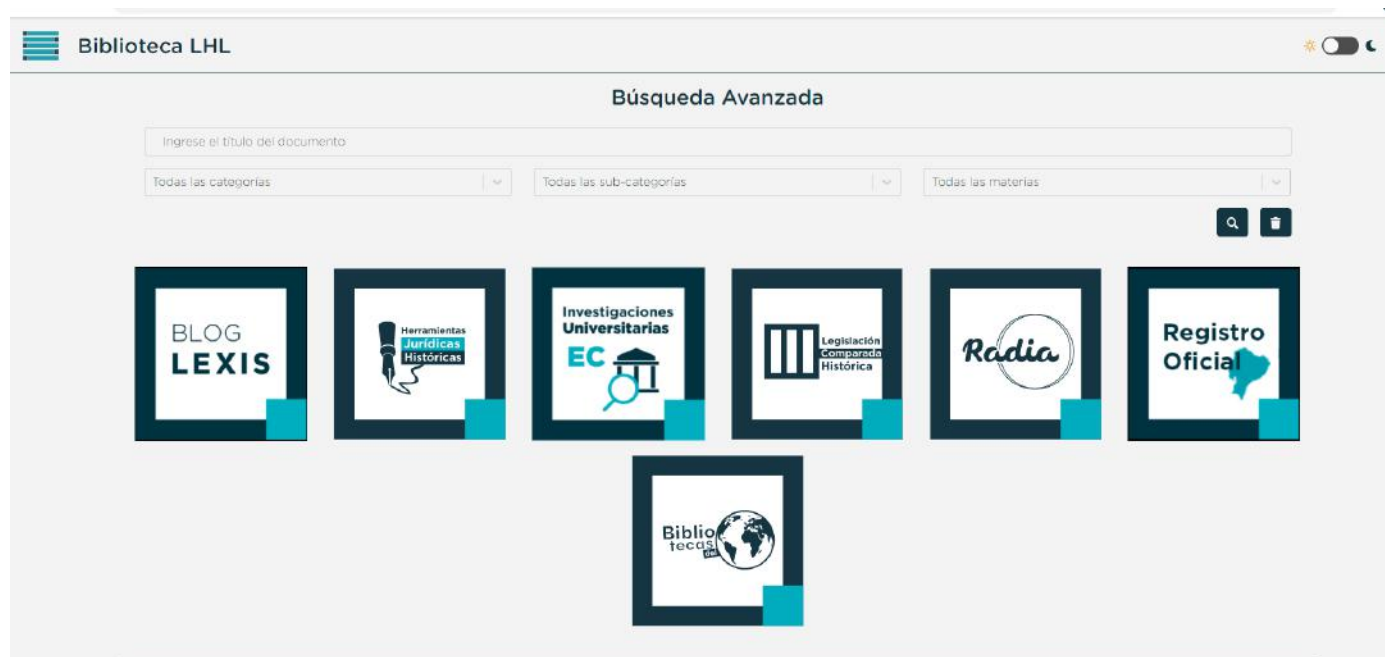 Biblioteca LHL
Búsqueda Avanzada
Ingrese el título del documento
Todas las categorías
Todas las sub-categorías
Todas las materias
BLOG
LEXIS
Herramientas
Jurídicas
Históricas
Investigaciones
Universitarias
EC
Legislación
Comparada
Histórica
Radia
Registro
Oficial
Biblio
tecas
del